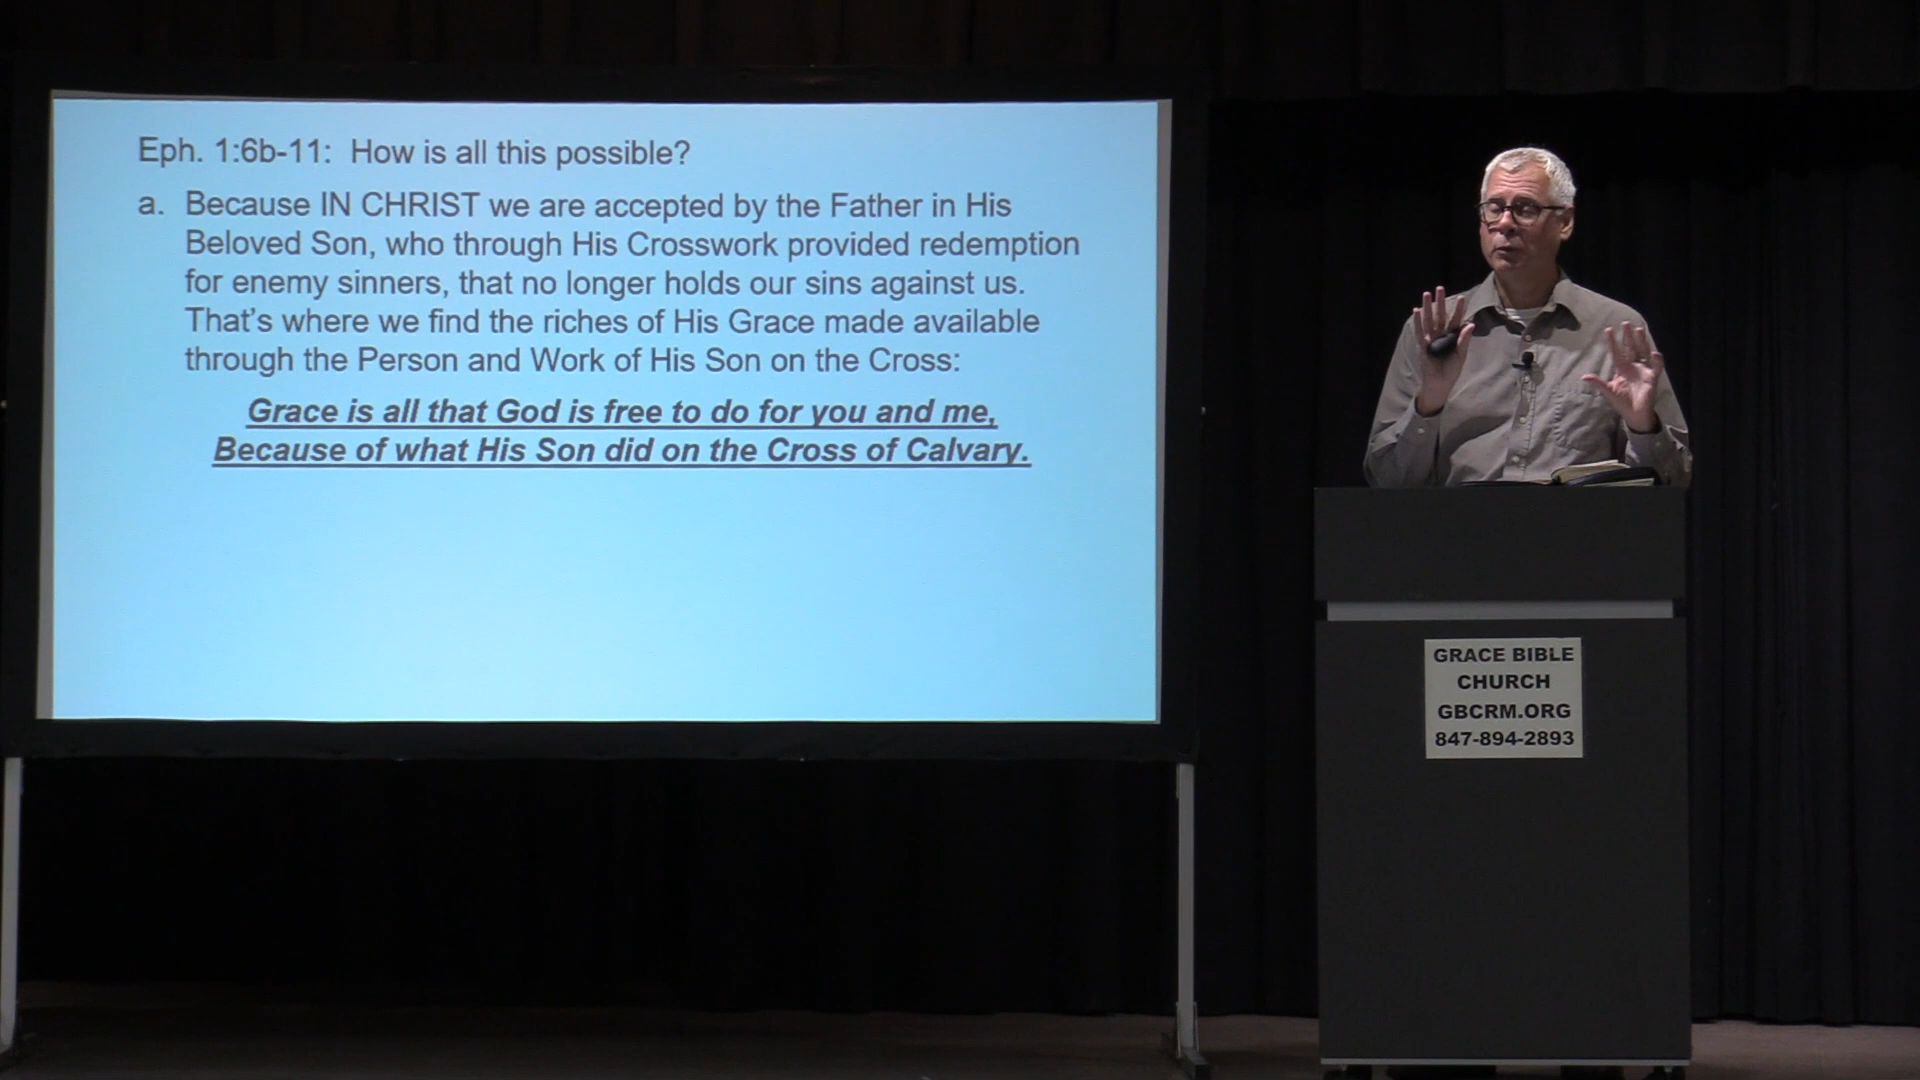 Eph. 1:6b-11: How is all this possible?
a. Because IN CHRIST we are accepted by the Father in His
Beloved Son, who through His Crosswork provided redemption
for enemy sinners, that no longer holds our sins against us.
That's where we find the riches of His Grace made available
through the Person and Work of His Son on the Cross:
Grace is all that God is free to do for you and me,
Because of what His Son did on the Cross of Calvary.
GRACE BIBLE
CHURCH
GBCRM.ORG
847-894-2893